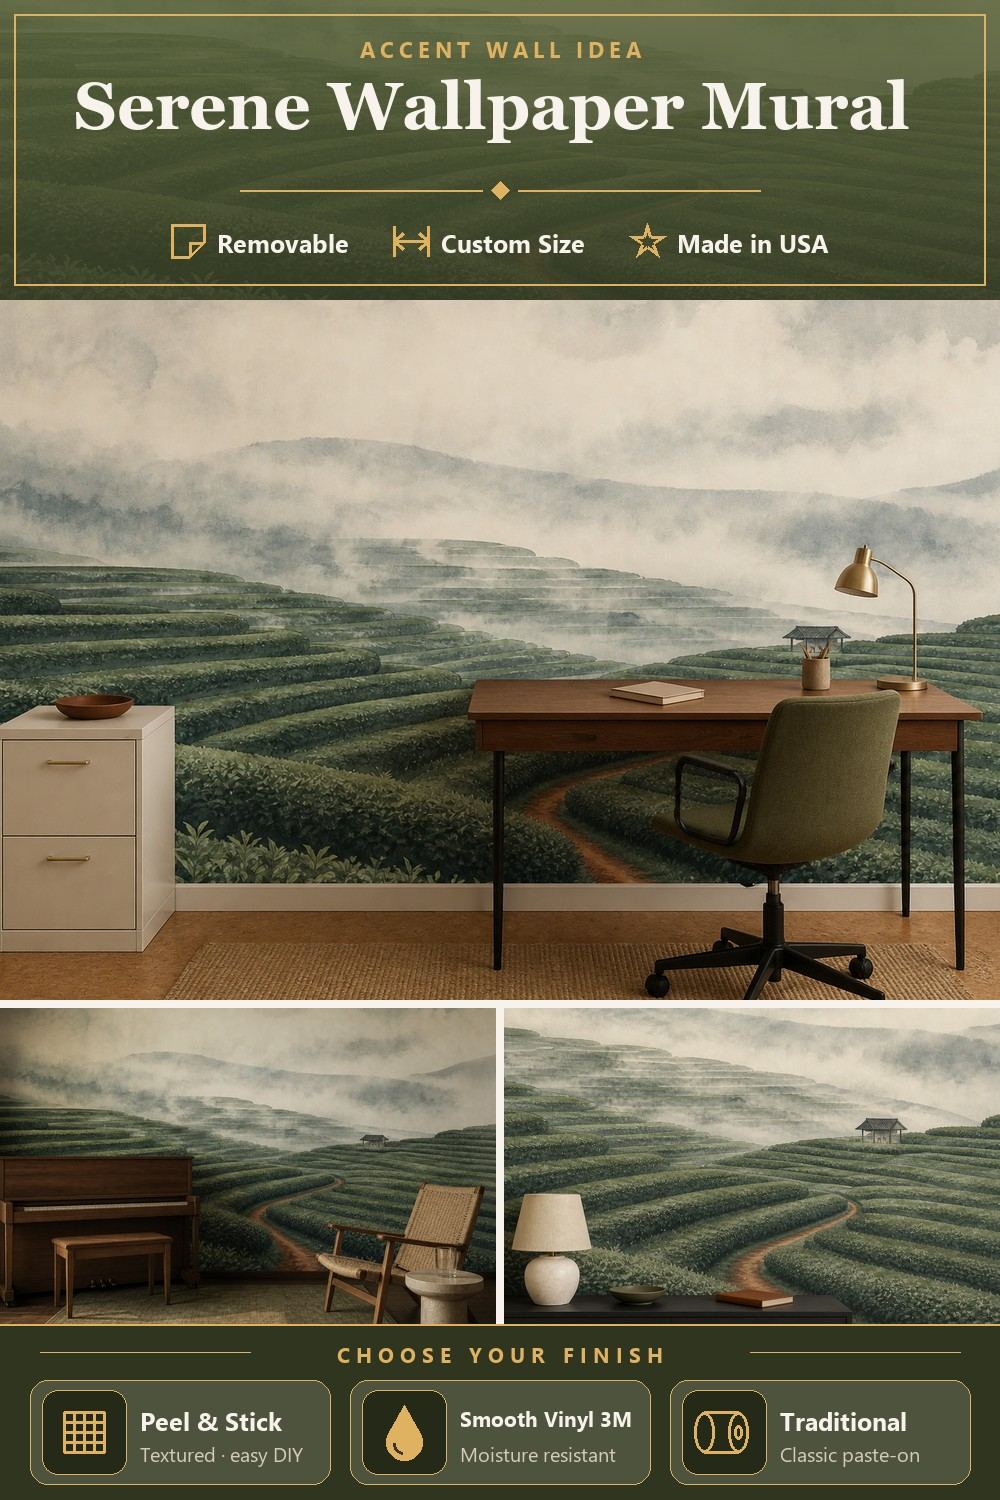 ACCENT WALL IDEA
Serene Wallpaper Mural
Removable
Custom Size
Made in USA
CHOOSE YOUR FINISH
Peel & Stick
Textured · easy DIY
Smooth Vinyl 3M
Moisture resistant
Traditional
Classic paste-on